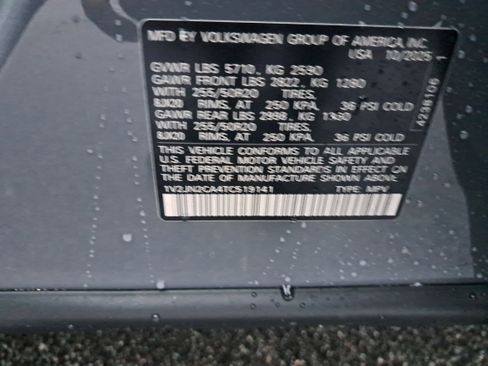 MFD BY VOLKSWAGEN GROUP OF AMERICA, INC.
USA 10/2025
GVWR LBS 5710, KG 2590
GAWR FRONT LBS 2822, KG 1280
WITH 255/50R20 TIRES,
8JX20 RIMS, AT 250 KPA, 36 PSI COLD
GAWR REAR LBS 2998, KG 1360
WITH 255/50R20 TIRES,
8JX20 RIMS, AT 250 KPA, 36 PSI COLD
THIS VEHICLE CONFORMS TO ALL APPLICABLE
U.S. FEDERAL MOTOR VEHICLE SAFETY AND
THEFT PREVENTION STANDARDS IN EFFECT ON
THE DATE OF MANUFACTURE SHOWN ABOVE.
1V2JN2CA4TC519141 TYPE: MPV
4238106